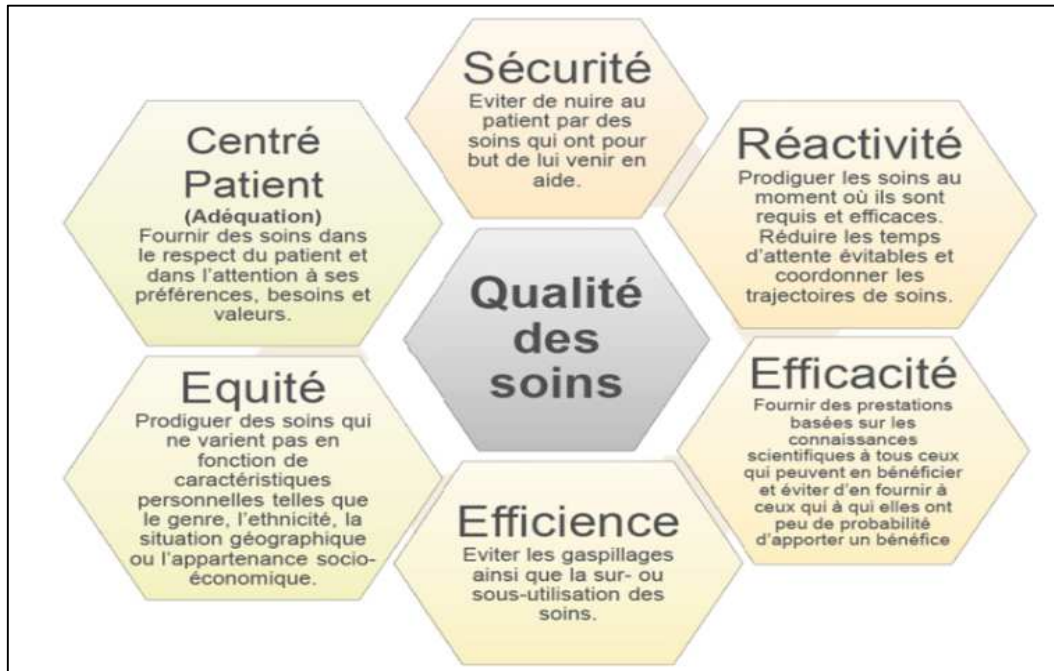 Sécurité
Eviter de nuire au
patient par des
soins qui ont pour
but de lui venir en
aide.
Réactivité
Prodiguer les soins au
moment où ils sont
requis et efficaces.
Réduire les temps
d'attente évitables et
coordonner les
trajectoires de soins.
Efficacité
Fournir des prestations
basées sur les
connaissances
scientifiques à tous ceux
qui peuvent en bénéficier
et éviter d'en fournir à
ceux qui à qui elles ont
peu de probabilité
d'apporter un bénéfice
Efficience
Eviter les gaspillages
ainsi que la sur- ou
sous-utilisation des
soins.
Equité
Prodiguer des soins qui
ne varient pas en
fonction de
caractéristiques
personnelles telles que
le genre, l'ethnicité, la
situation géographique
ou l'appartenance socio-
économique.
Centré
Patient
(Adéquation)
Fournir des soins dans
le respect du patient et
dans l'attention à ses
préférences, besoins et
valeurs.
Qualité
des
soins